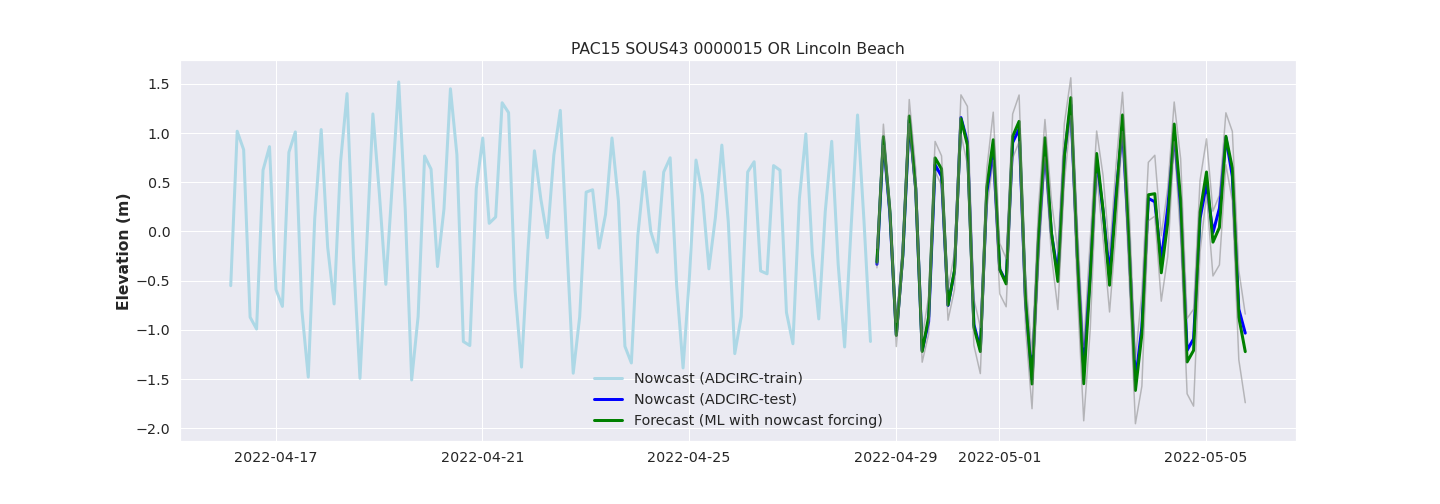 PAC15 SOUS43 0000015 OR Lincoln Beach
Elevation (m)
1.5
1.0
0.5
0.0
−0.5
−1.0
−1.5
−2.0
Nowcast (ADCIRC-train)
Nowcast (ADCIRC-test)
Forecast (ML with nowcast forcing)
2022-04-17
2022-04-21
2022-04-25
2022-04-29
2022-05-01
2022-05-05